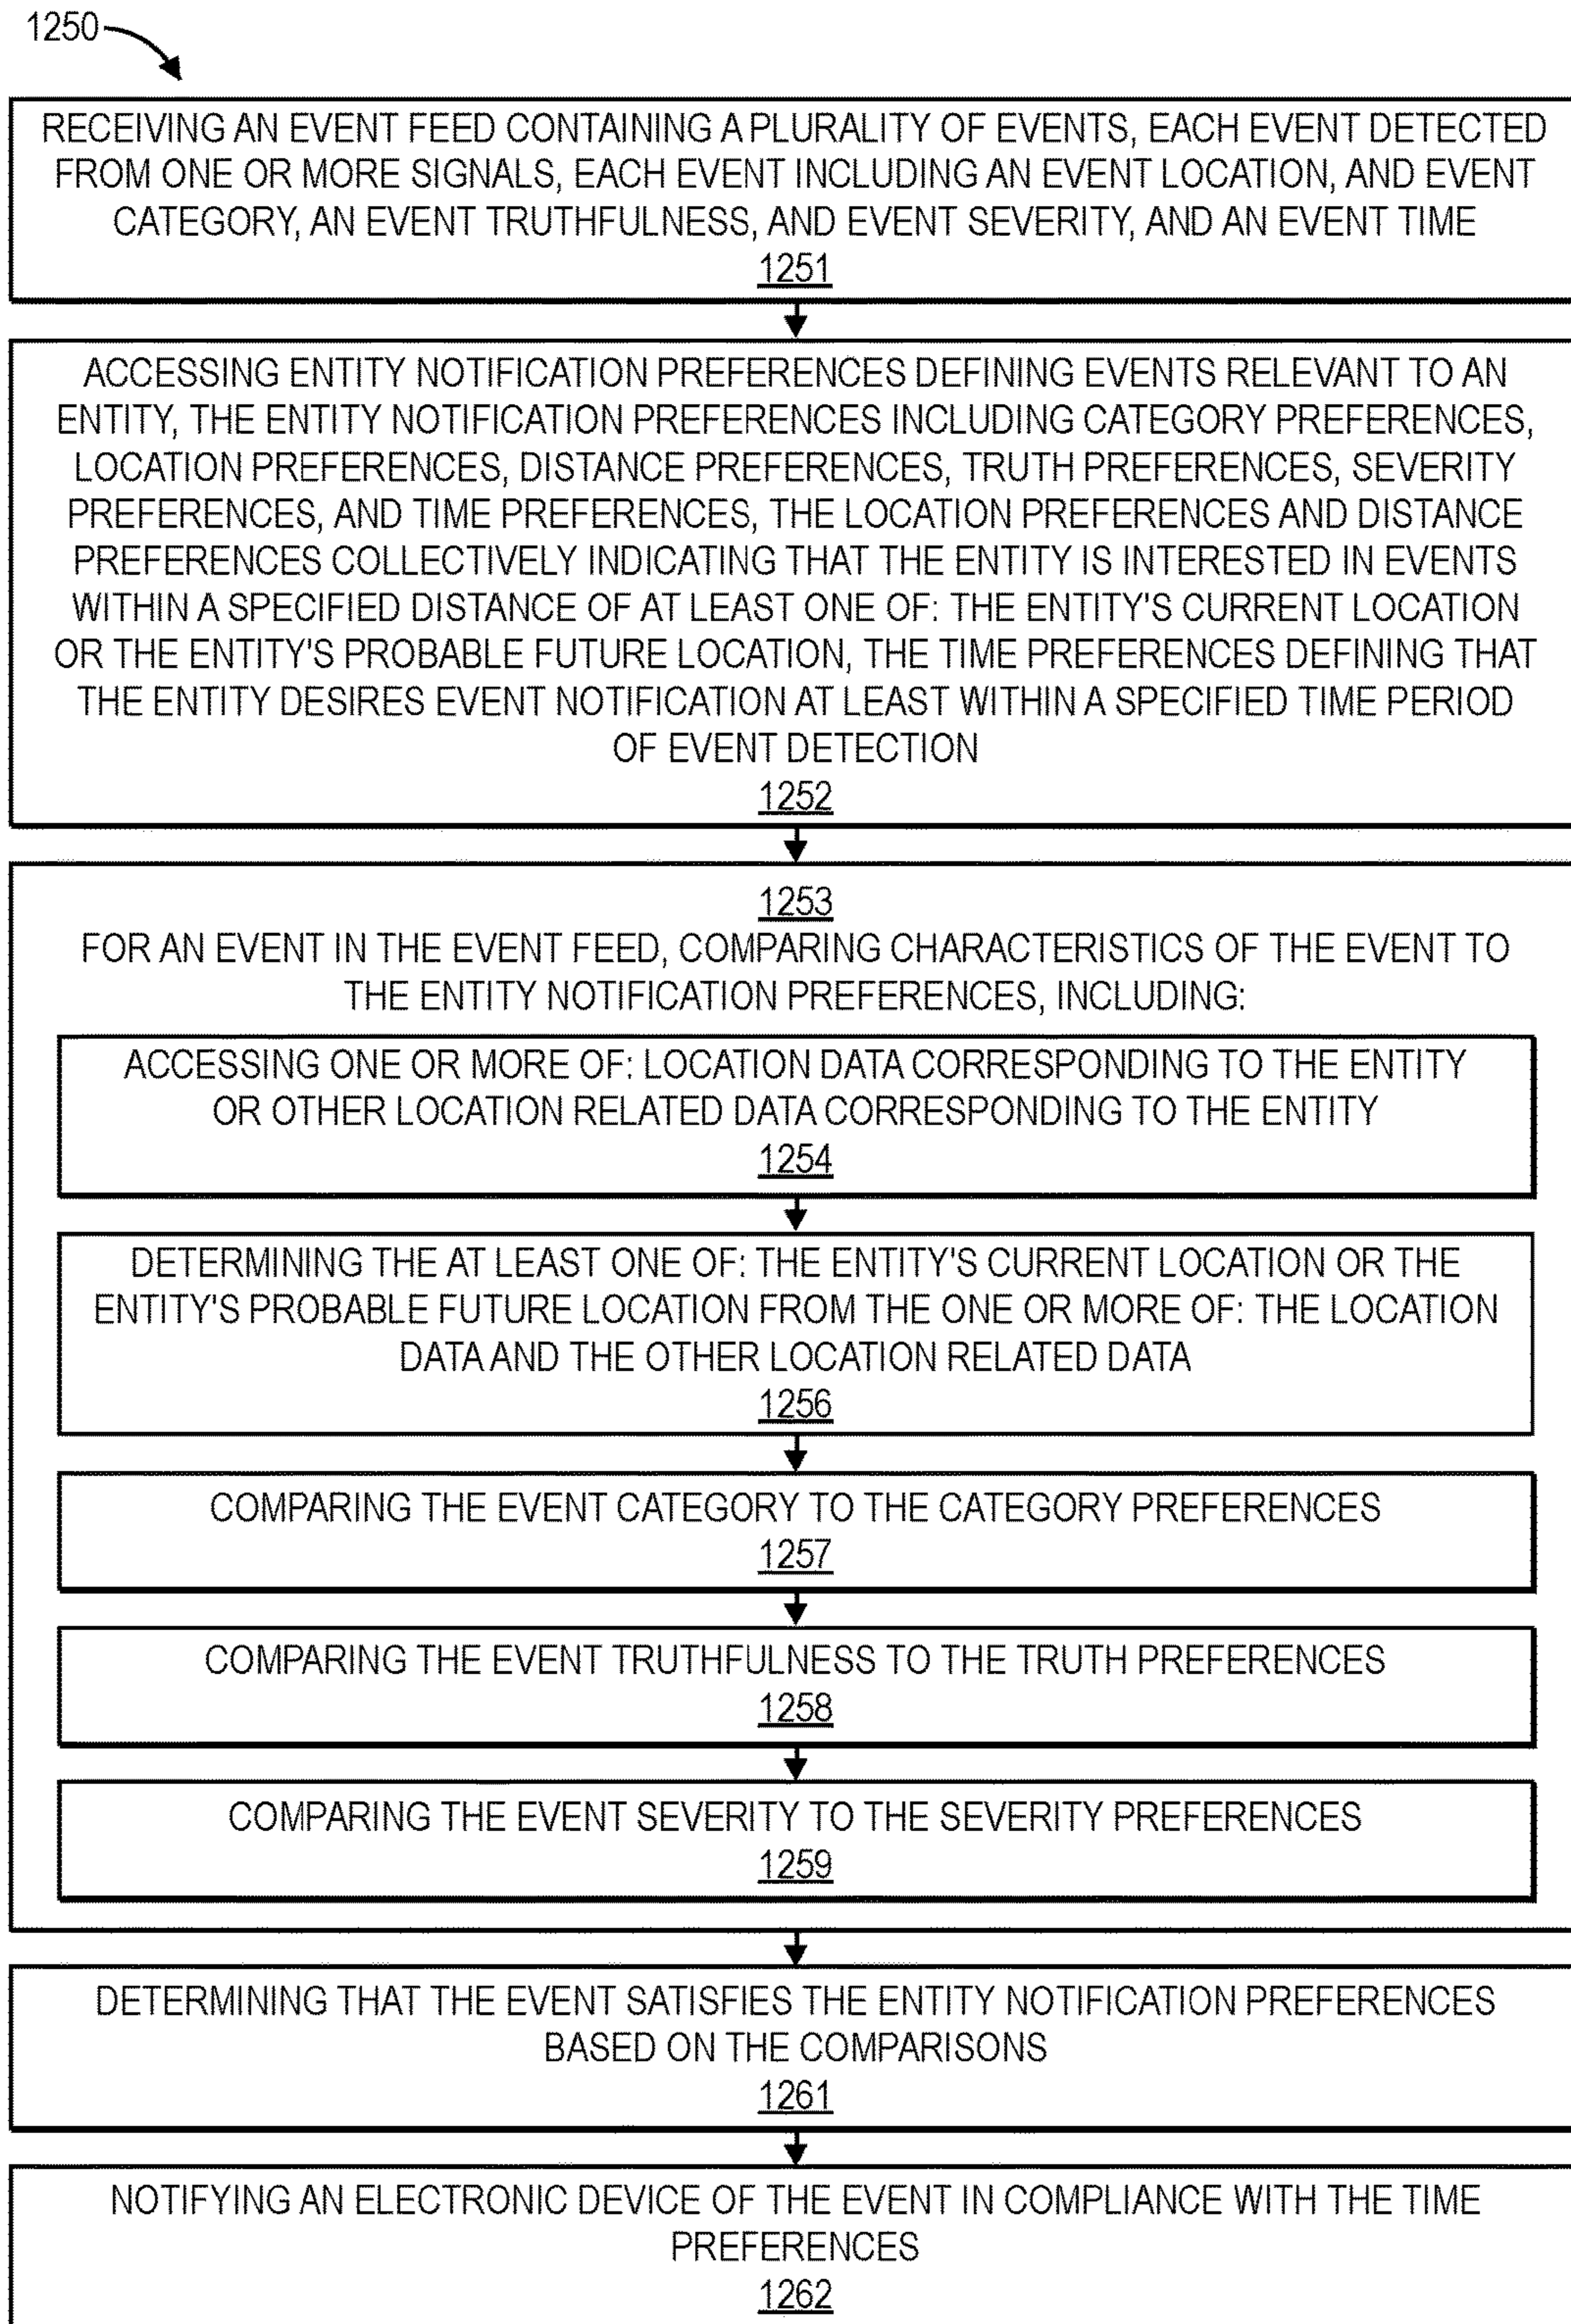 1250
RECEIVING AN EVENT FEED CONTAINING A PLURALITY OF EVENTS, EACH EVENT DETECTED
FROM ONE OR MORE SIGNALS, EACH EVENT INCLUDING AN EVENT LOCATION, AND EVENT
CATEGORY, AN EVENT TRUTHFULNESS, AND EVENT SEVERITY, AND AN EVENT TIME
1251
ACCESSING ENTITY NOTIFICATION PREFERENCES DEFINING EVENTS RELEVANT TO AN
ENTITY, THE ENTITY NOTIFICATION PREFERENCES INCLUDING CATEGORY PREFERENCES,
LOCATION PREFERENCES, DISTANCE PREFERENCES, TRUTH PREFERENCES, SEVERITY
PREFERENCES, AND TIME PREFERENCES, THE LOCATION PREFERENCES AND DISTANCE
PREFERENCES COLLECTIVELY INDICATING THAT THE ENTITY IS INTERESTED IN EVENTS
WITHIN A SPECIFIED DISTANCE OF AT LEAST ONE OF: THE ENTITY'S CURRENT LOCATION
OR THE ENTITY'S PROBABLE FUTURE LOCATION, THE TIME PREFERENCES DEFINING THAT
THE ENTITY DESIRES EVENT NOTIFICATION AT LEAST WITHIN A SPECIFIED TIME PERIOD
OF EVENT DETECTION
1252
1253
FOR AN EVENT IN THE EVENT FEED, COMPARING CHARACTERISTICS OF THE EVENT TO
THE ENTITY NOTIFICATION PREFERENCES, INCLUDING:
ACCESSING ONE OR MORE OF: LOCATION DATA CORRESPONDING TO THE ENTITY
OR OTHER LOCATION RELATED DATA CORRESPONDING TO THE ENTITY
1254
DETERMINING THE AT LEAST ONE OF: THE ENTITY'S CURRENT LOCATION OR THE
ENTITY'S PROBABLE FUTURE LOCATION FROM THE ONE OR MORE OF: THE LOCATION
DATA AND THE OTHER LOCATION RELATED DATA
1256
COMPARING THE EVENT CATEGORY TO THE CATEGORY PREFERENCES
1257
COMPARING THE EVENT TRUTHFULNESS TO THE TRUTH PREFERENCES
1258
COMPARING THE EVENT SEVERITY TO THE SEVERITY PREFERENCES
1259
DETERMINING THAT THE EVENT SATISFIES THE ENTITY NOTIFICATION PREFERENCES
BASED ON THE COMPARISONS
1261
NOTIFYING AN ELECTRONIC DEVICE OF THE EVENT IN COMPLIANCE WITH THE TIME
PREFERENCES
1262